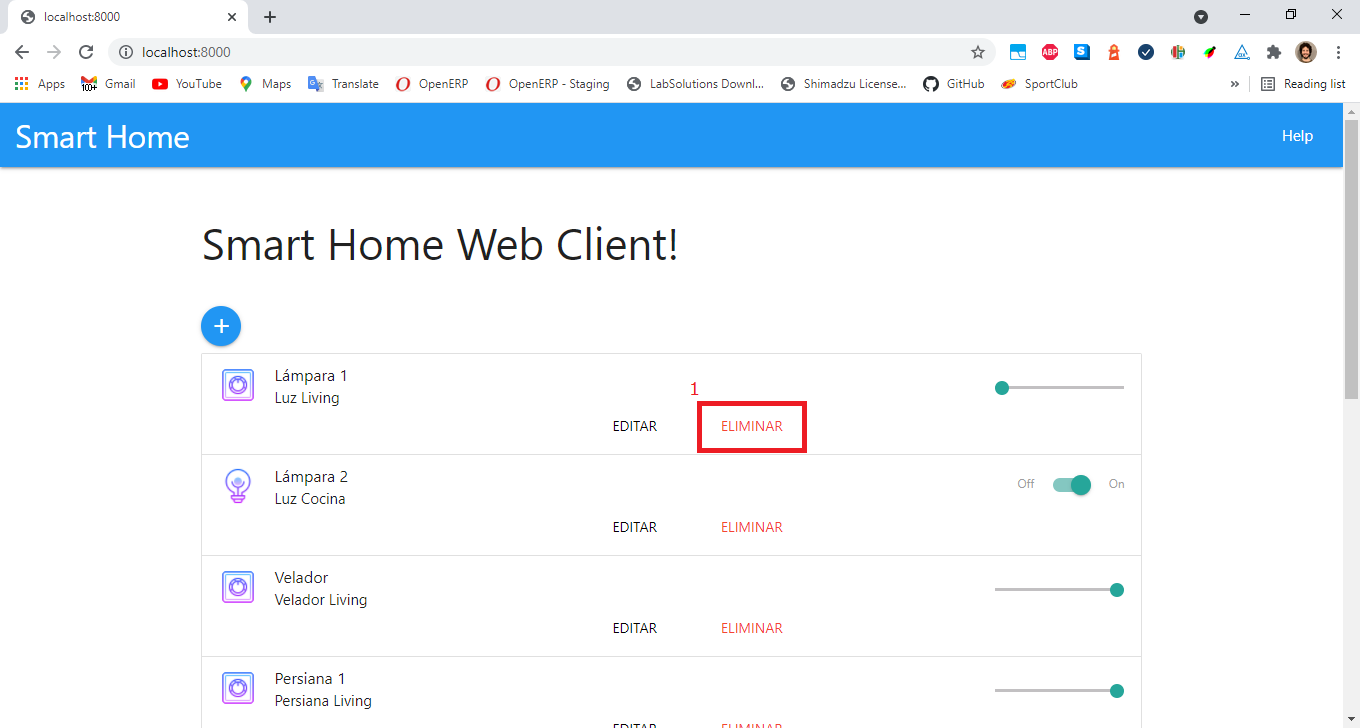 localhost:8000
localhost:8000
ABP
Apps
100+
Gmail
YouTube
Maps
Translate
OpenERP
OpenERP - Staging
LabSolutions Downl...
Shimadzu License...
GitHub
SportClub
»
Reading list
Smart Home
Help
Smart Home Web Client!
+
Lámpara 1
Luz Living
1
EDITAR
ELIMINAR
Lámpara 2
Luz Cocina
Off
On
EDITAR
ELIMINAR
Velador
Velador Living
EDITAR
ELIMINAR
Persiana 1
Persiana Living
EDITAR
ELIMINAR